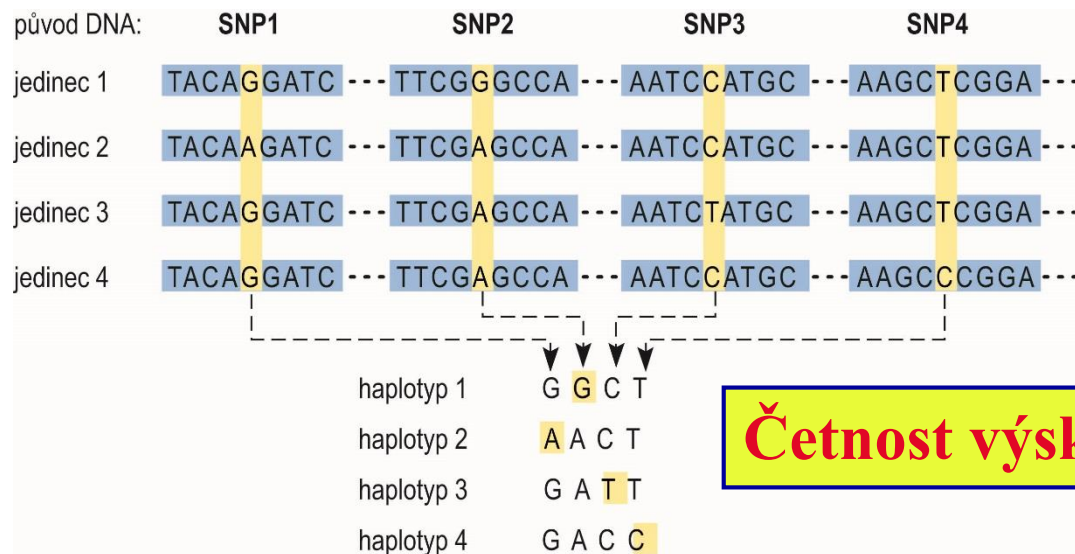 původ DNA: SNP1 SNP2 SNP3 SNP4
jedinec 1 TACAGGATC --- TTCGGGCCA --- AATCCATGC --- AAGCTCGGA ---
jedinec 2 TACAAGATC --- TTCGAGCCA --- AATCCATGC --- AAGCTCGGA ---
jedinec 3 TACAGGATC --- TTCGAGCCA --- AATCTATGC --- AAGCTCGGA ---
jedinec 4 TACAGGATC --- TTCGAGCCA --- AATCCATGC --- AAGCCCGGA ---
haplotyp 1 G G C T
haplotyp 2 A A C T
haplotyp 3 G A T T
haplotyp 4 G A C C
Četnost výsk